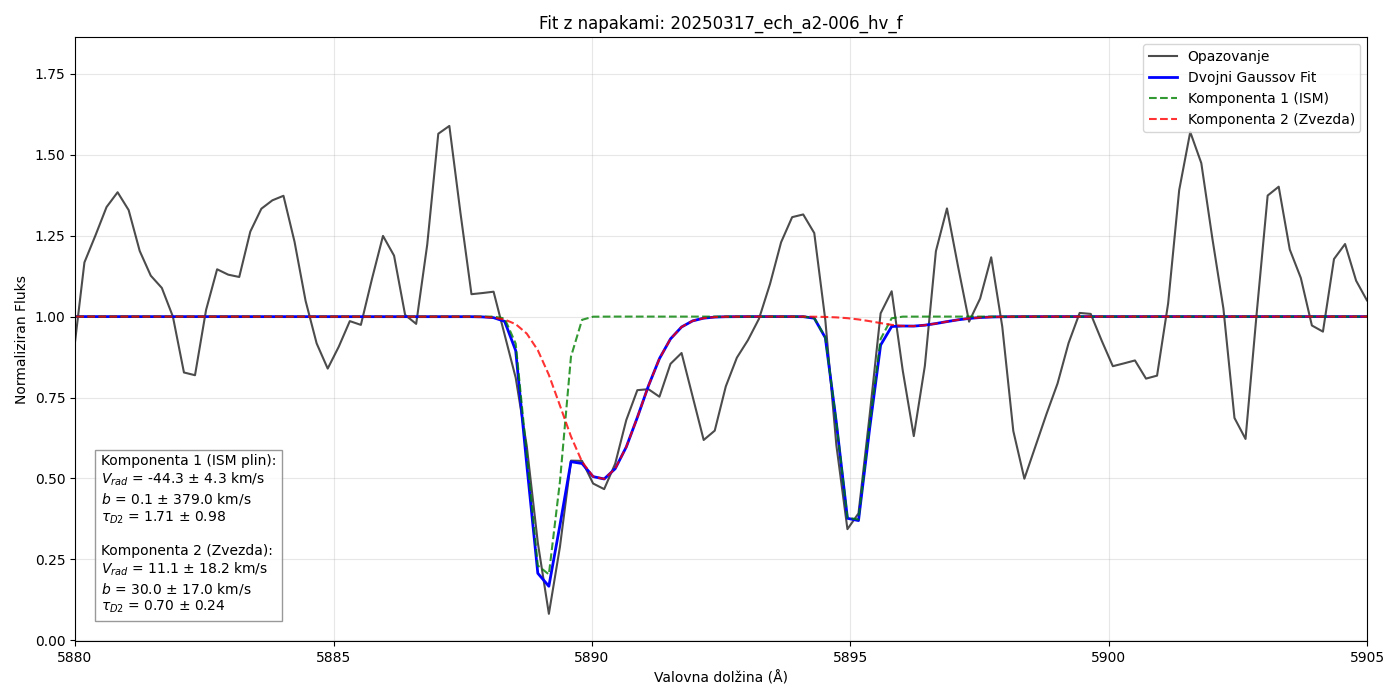 Fit z napakami: 20250317_ech_a2-006_hv_f
Normaliziran Fluks
1.75
1.50
1.25
1.00
0.75
0.50
0.25
0.00
Opazovanje
Dvojni Gaussov Fit
Komponenta 1 (ISM)
Komponenta 2 (Zvezda)
Komponenta 1 (ISM plin):
V_rad = -44.3 ± 4.3 km/s
b = 0.1 ± 379.0 km/s
τ_D2 = 1.71 ± 0.98
Komponenta 2 (Zvezda):
V_rad = 11.1 ± 18.2 km/s
b = 30.0 ± 17.0 km/s
τ_D2 = 0.70 ± 0.24
5880 5885 5890 5895 5900 5905
Valovna dolžina (Å)